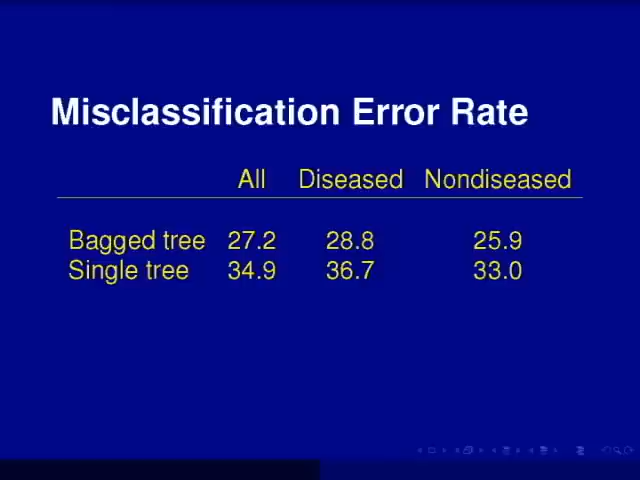 Misclassification Error Rate
All Diseased Nondiseased
Bagged tree 27.2 28.8 25.9
Single tree 34.9 36.7 33.0